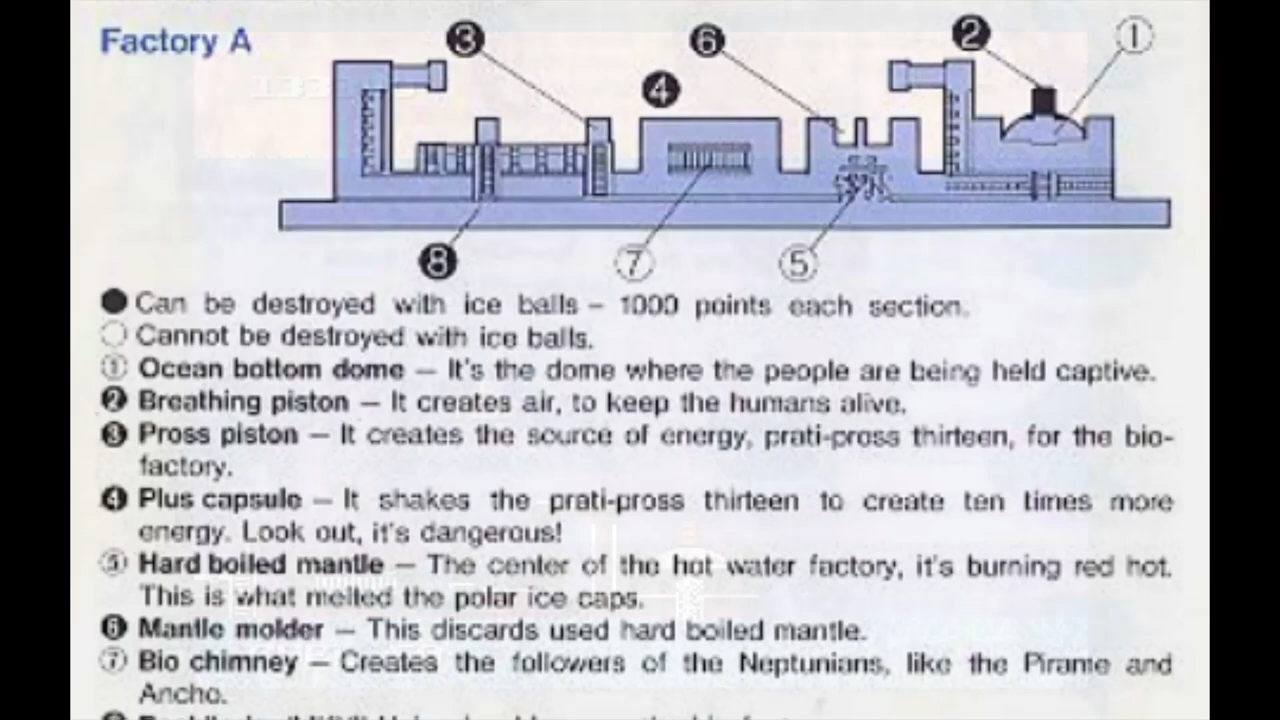 Factory A
❸ ❻ ❷ ①
❹
❽ ⑦ ⑤
● Can be destroyed with ice balls – 1000 points each section.
○ Cannot be destroyed with ice balls.
① Ocean bottom dome – It's the dome where the people are being held captive.
❷ Breathing piston – It creates air, to keep the humans alive.
❸ Pross piston – It creates the source of energy, prati-pross thirteen, for the bio-
factory.
❹ Plus capsule – It shakes the prati-pross thirteen to create ten times more
energy. Look out, it's dangerous!
⑤ Hard boiled mantle – The center of the hot water factory, it's burning red hot.
This is what melted the polar ice caps.
❻ Mantle molder – This discards used hard boiled mantle.
⑦ Bio chimney – Creates the followers of the Neptunians, like the Pirame and
Ancho.